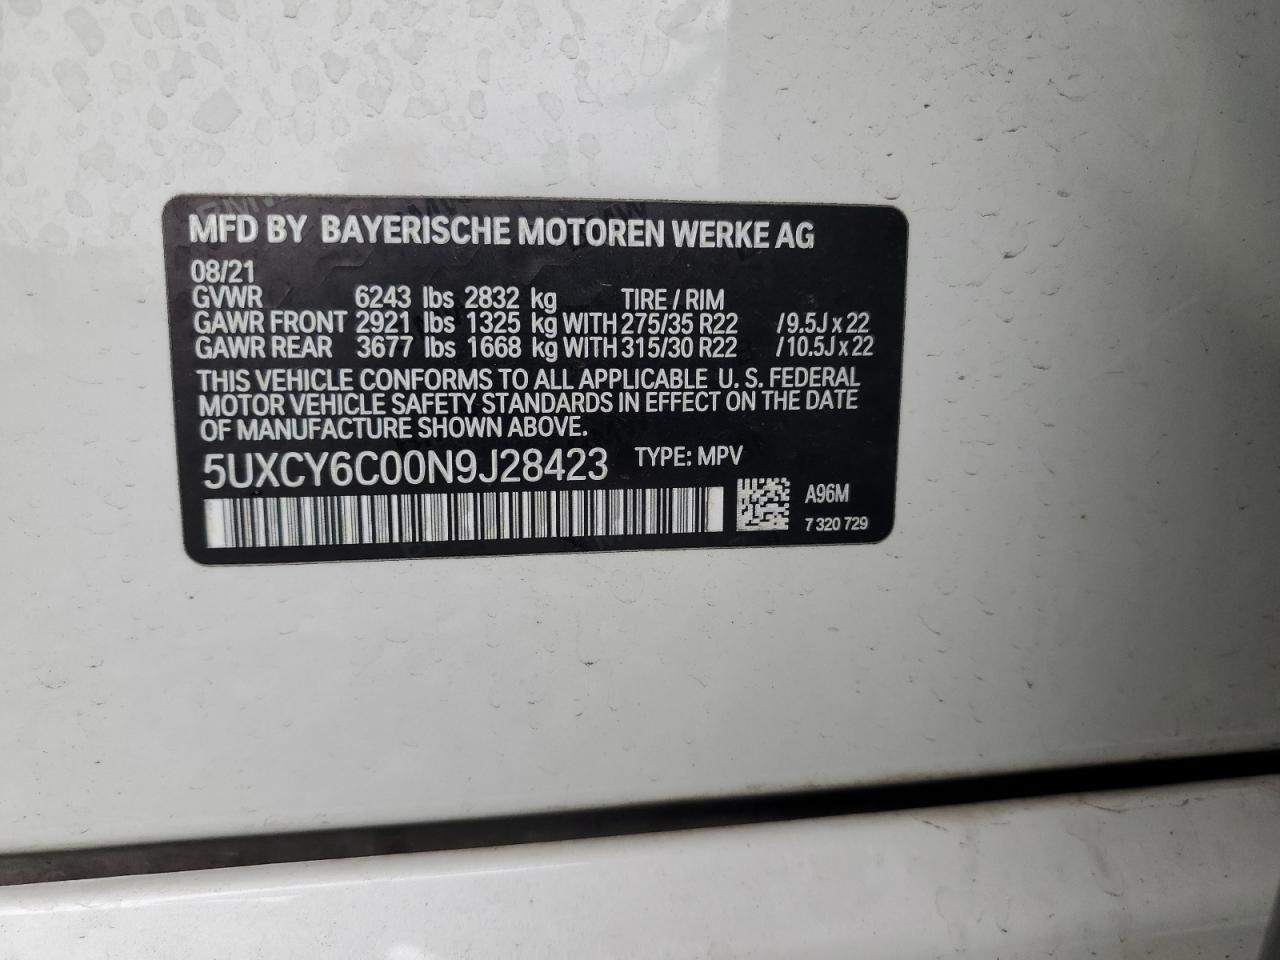 MFD BY BAYERISCHE MOTOREN WERKE AG
08/21
GVWR 6243 lbs 2832 kg TIRE / RIM
GAWR FRONT 2921 lbs 1325 kg WITH 275/35 R22 /9.5J x 22
GAWR REAR 3677 lbs 1668 kg WITH 315/30 R22 /10.5J x 22
THIS VEHICLE CONFORMS TO ALL APPLICABLE U. S. FEDERAL
MOTOR VEHICLE SAFETY STANDARDS IN EFFECT ON THE DATE
OF MANUFACTURE SHOWN ABOVE.
5UXCY6C00N9J28423 TYPE: MPV
A96M
7 320 729